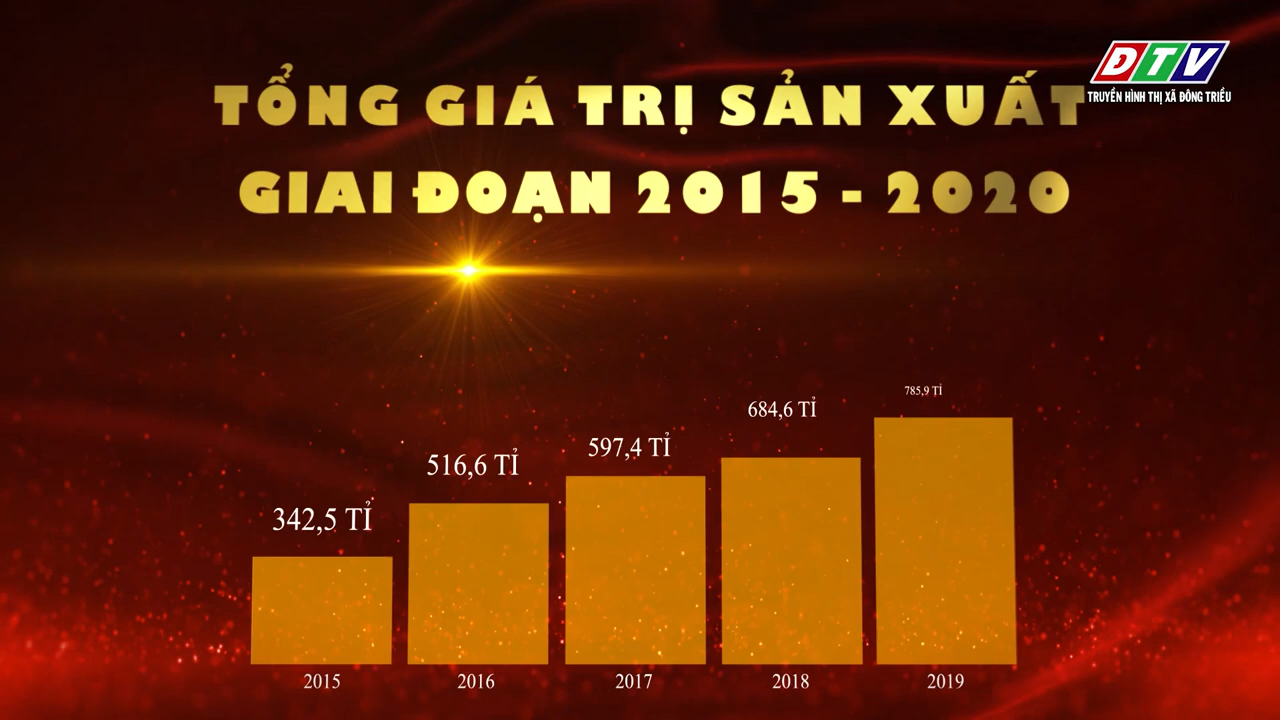 TỔNG GIÁ TRỊ SẢN XUẤT
GIAI ĐOẠN 2015 - 2020
ĐTV
TRUYỀN HÌNH THỊ XÃ ĐÔNG TRIỀU
342,5 TỈ
516,6 TỈ
597,4 TỈ
684,6 TỈ
785,9 TỈ
2015
2016
2017
2018
2019